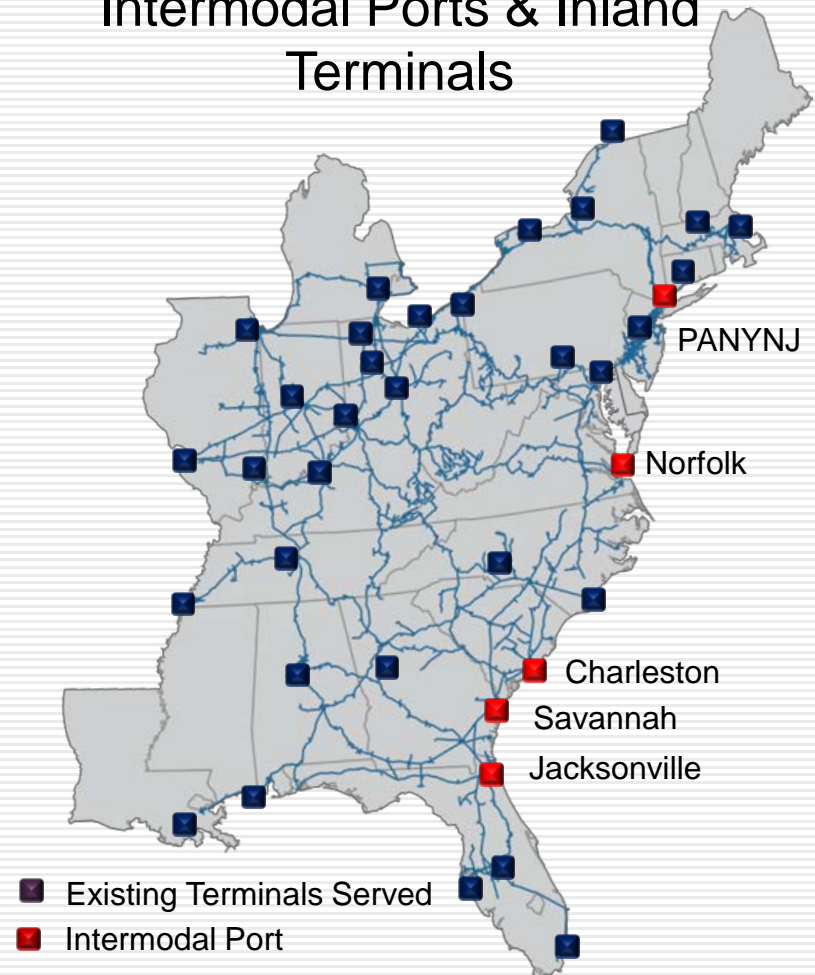 Intermodal Ports & Inland
Terminals
PANYNJ
Norfolk
Charleston
Savannah
Jacksonville
Existing Terminals Served
Intermodal Port